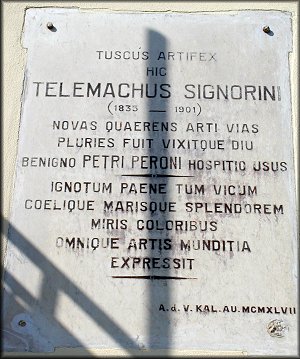 TUSCUS ARTIFEX
HIC
TELEMACHUS SIGNORINI
(1835 — 1901)
NOVAS QUAERENS ARTI VIAS
PLURIES FUIT VIXITQUE DIU
BENIGNO PETRI PERONI HOSPITIO USUS
IGNOTUM PAENE TUM VICUM
COELIQUE MARISQUE SPLENDOREM
MIRIS COLORIBUS
OMNIQUE ARTIS MUNDITIA
EXPRESSIT
A.d.V. KAL.AU.MCMXLVII